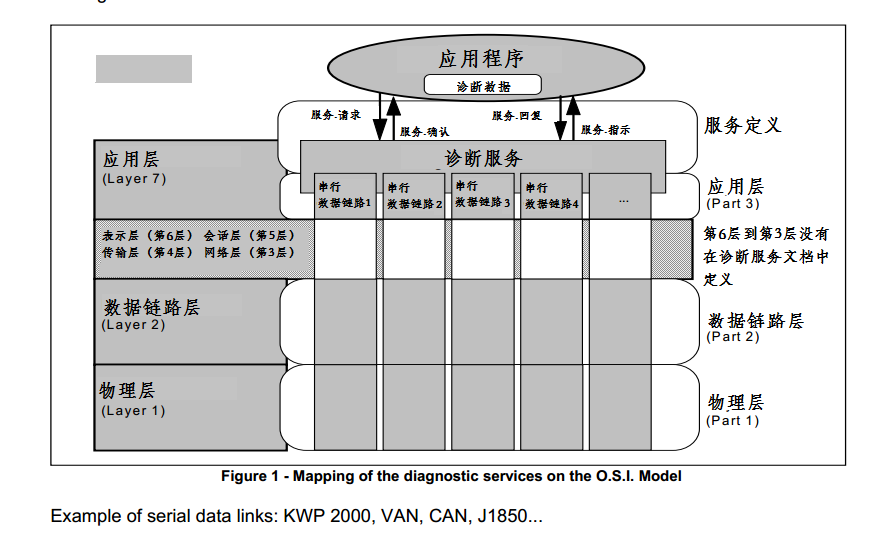 应用程序
诊断数据
服务-请求
服务-确认
服务-回复
服务-指示
服务定义
应用层
(Layer 7)
诊断服务
串行
数据链路1
串行
数据链路2
串行
数据链路3
串行
数据链路4
...
应用层
(Part 3)
表示层（第6层） 会话层（第5层）
传输层（第4层） 网络层（第3层）
第6层到第3层没有
在诊断服务文档中
定义
数据链路层
(Layer 2)
数据链路层
(Part 2)
物理层
(Layer 1)
物理层
(Part 1)
Figure 1 - Mapping of the diagnostic services on the O.S.I. Model
Example of serial data links: KWP 2000, VAN, CAN, J1850...